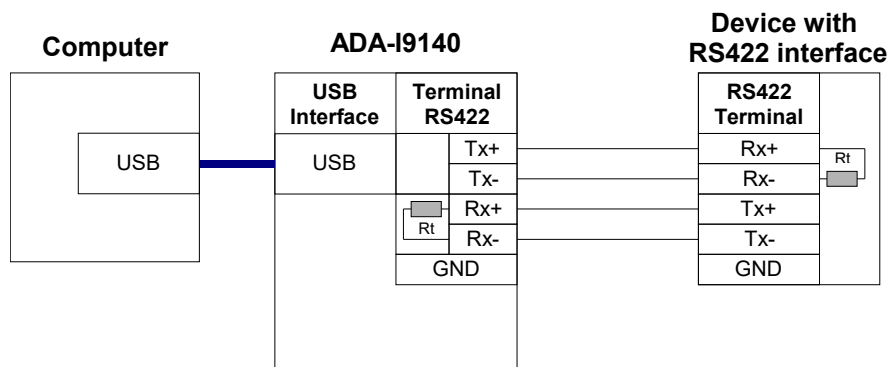 Computer
ADA-I9140
Device with
RS422 interface
USB
Interface
Terminal
RS422
RS422
Terminal
USB
USB
Tx+
Tx-
Rx+
Rx-
Rt
GND
Rx+
Rx-
Tx+
Tx-
GND
Rt